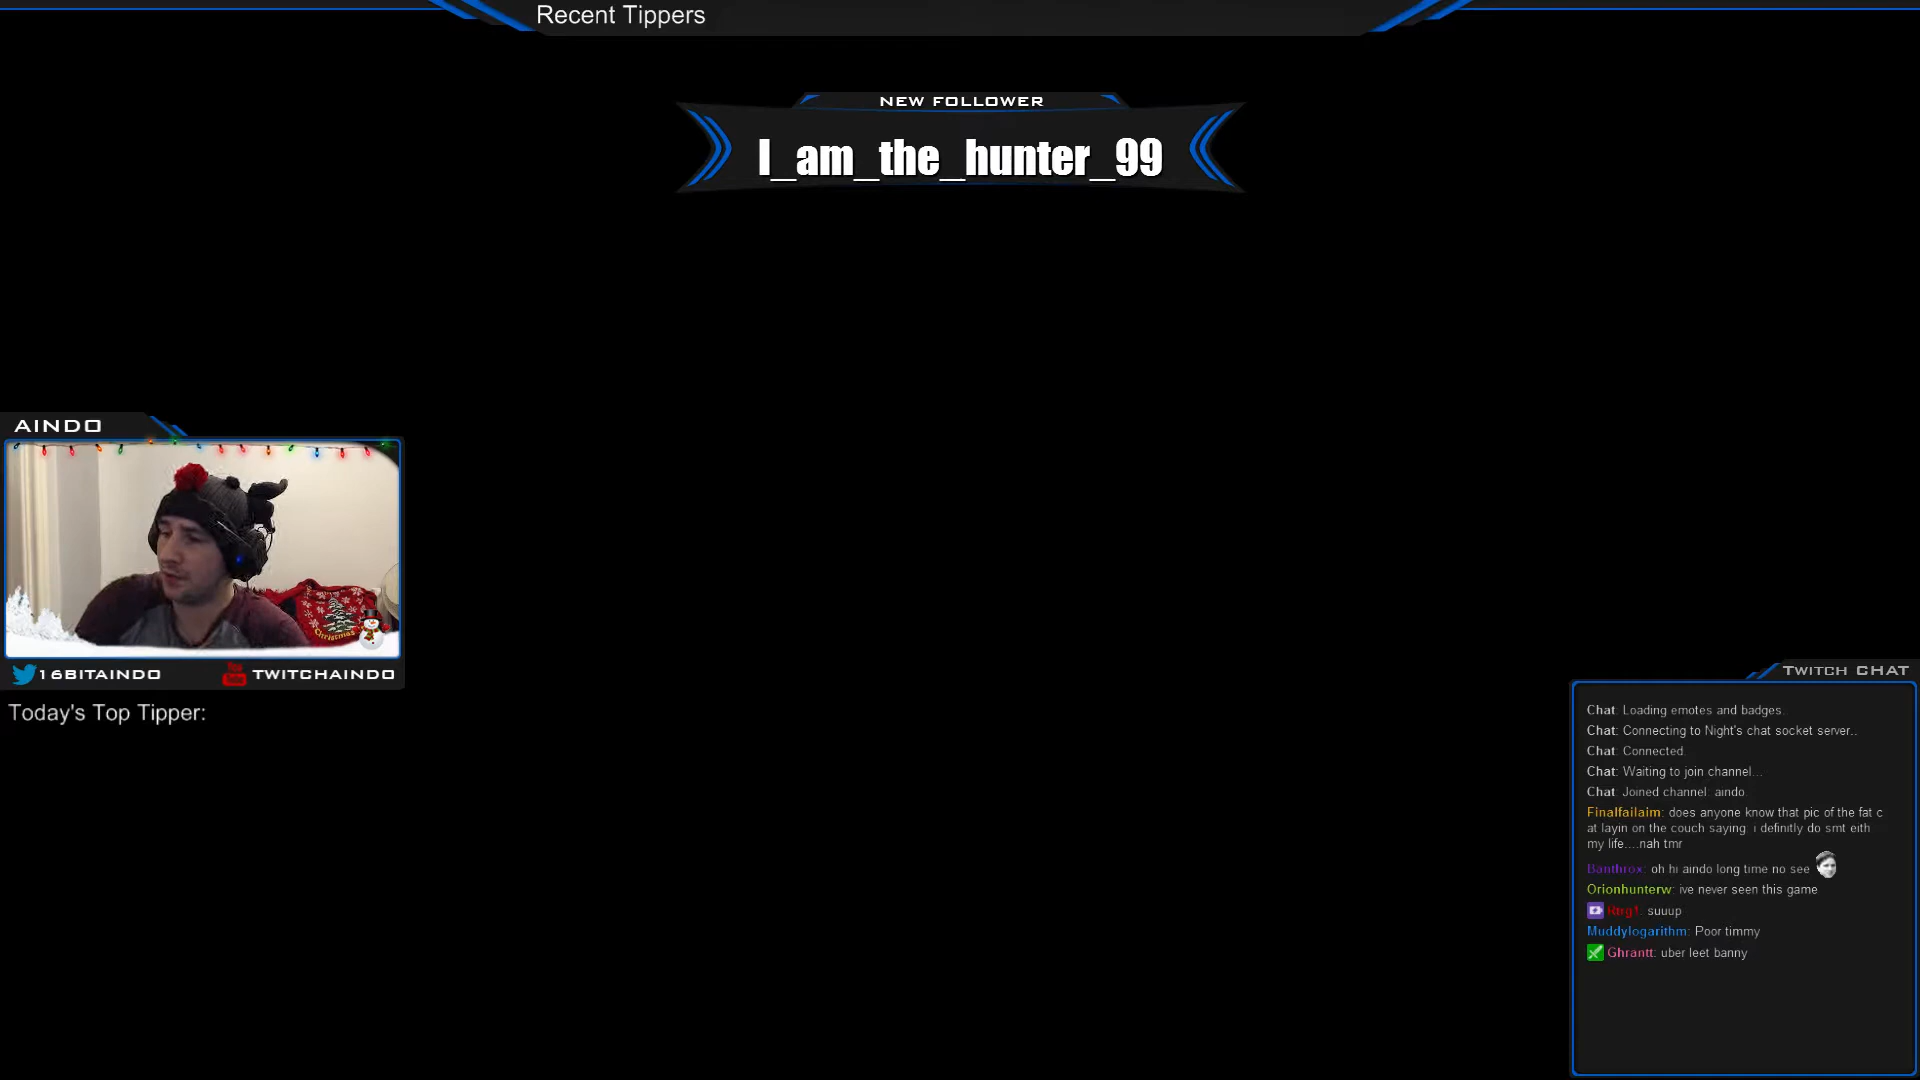 Recent Tippers
NEW FOLLOWER
I_am_the_hunter_99
AINDO
Christmas
16BITAINDO
TWITCHAINDO
Today's Top Tipper:
TWITCH CHAT
Chat: Loading emotes and badges..
Chat: Connecting to Night's chat socket server..
Chat: Connected.
Chat: Waiting to join channel...
Chat: Joined channel: aindo.
Finalfailaim: does anyone know that pic of the fat c
at layin on the couch saying i definitly do smt eith
my life....nah tmr
Banthrox: oh hi aindo long time no see
Orionhunterw: ive never seen this game
Rtrg1: suuup
Muddylogarithm: Poor timmy
Ghrantt: uber leet banny